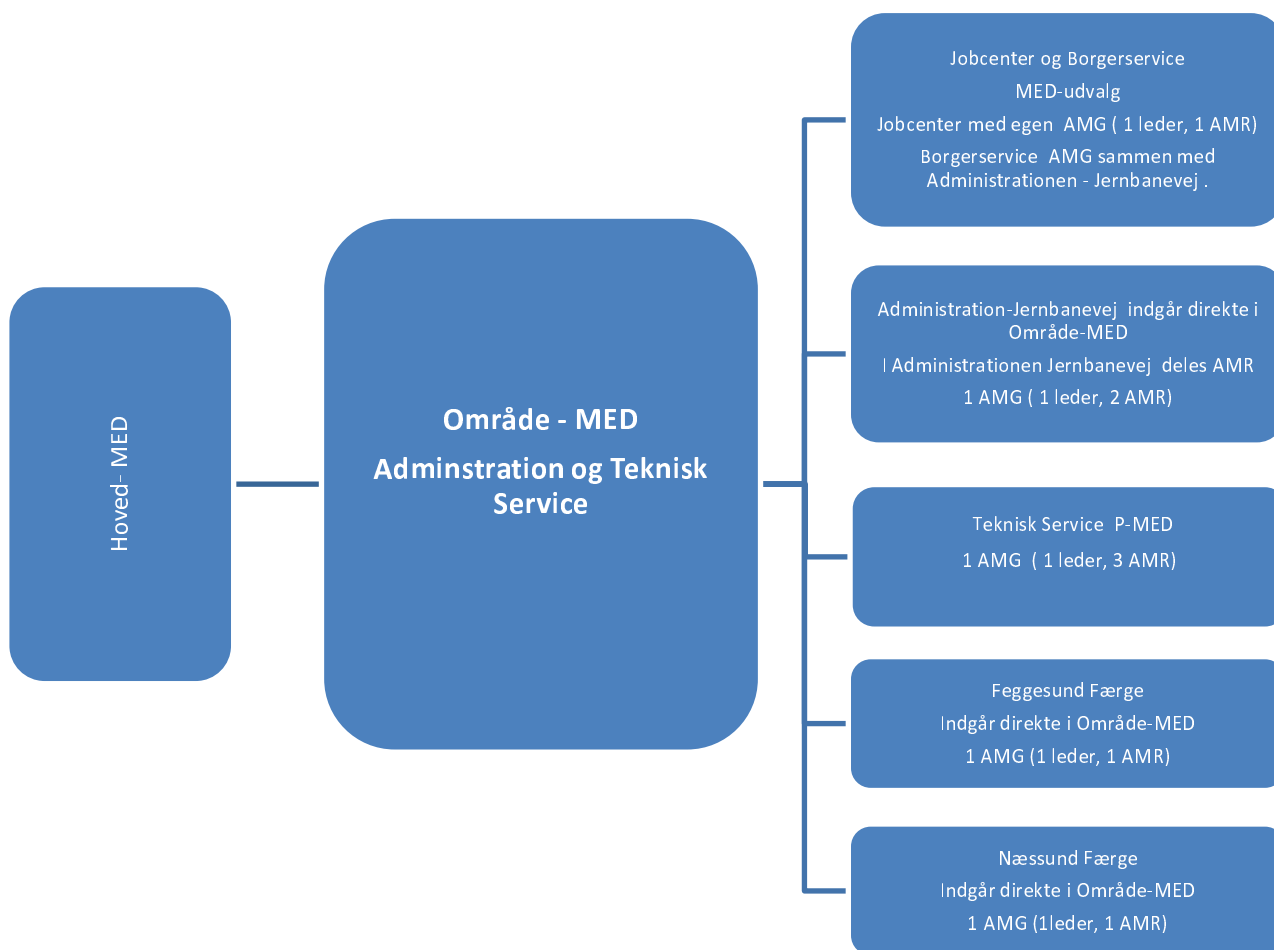 Hoved- MED
Område - MED
Adminstration og Teknisk
Service
Jobcenter og Borgerservice
MED-udvalg
Jobcenter med egen AMG ( 1 leder, 1 AMR)
Borgerservice AMG sammen med
Administrationen - Jernbanevej .
Administration-Jernbanevej indgår direkte i
Område-MED
I Administrationen Jernbanevej deles AMR
1 AMG ( 1 leder, 2 AMR)
Teknisk Service P-MED
1 AMG ( 1 leder, 3 AMR)
Feggesund Færge
Indgår direkte i Område-MED
1 AMG (1 leder, 1 AMR)
Næssund Færge
Indgår direkte i Område-MED
1 AMG (1leder, 1 AMR)